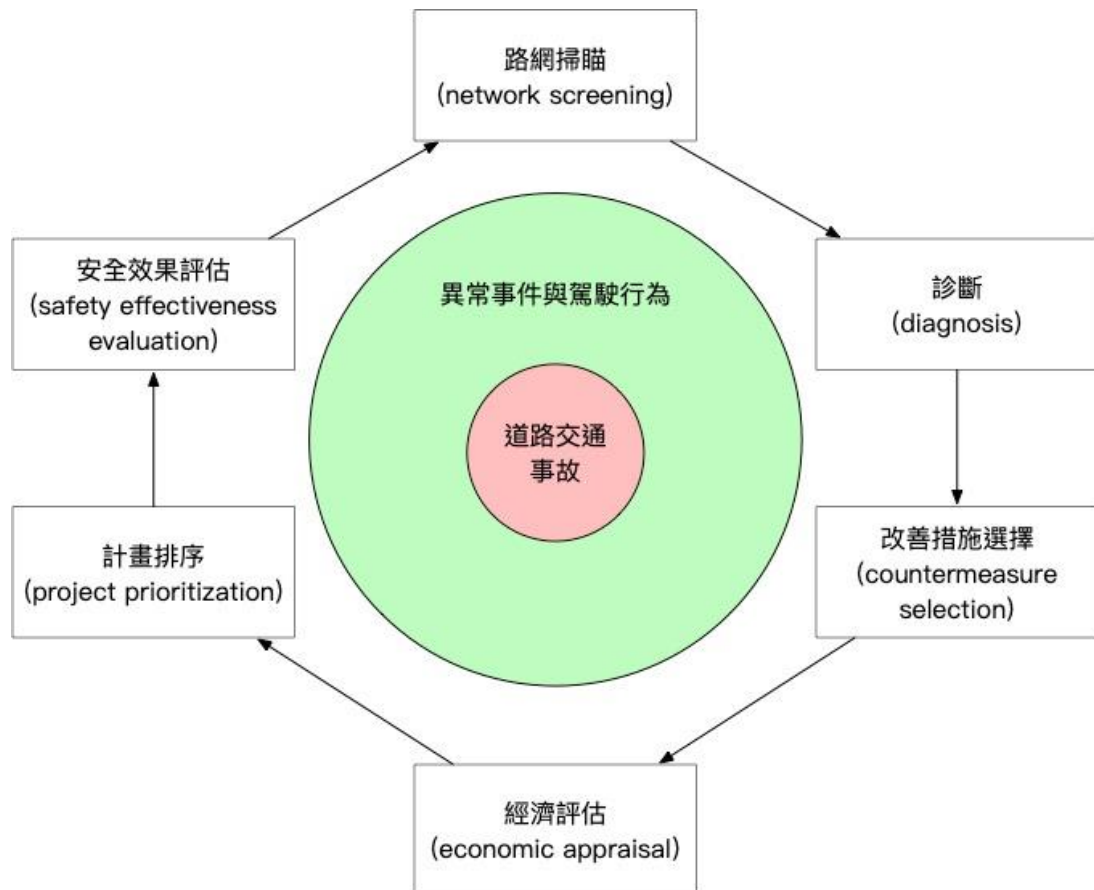 路網掃瞄
(network screening)
安全效果評估
(safety effectiveness
evaluation)
異常事件與駕駛行為
診斷
(diagnosis)
道路交通
事故
計畫排序
(project prioritization)
改善措施選擇
(countermeasure
selection)
經濟評估
(economic appraisal)